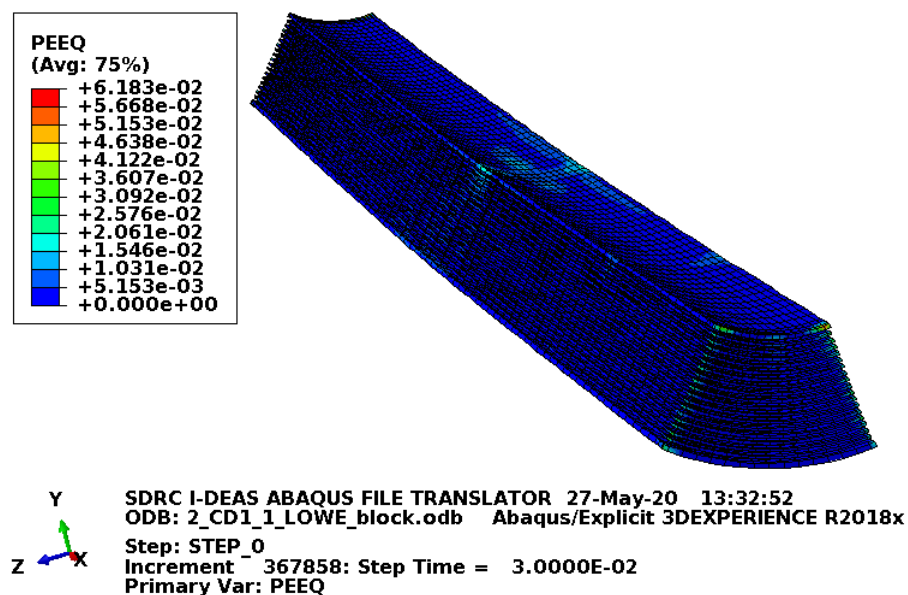 PEEQ
(Avg: 75%)
+6.183e-02
+5.668e-02
+5.153e-02
+4.638e-02
+4.122e-02
+3.607e-02
+3.092e-02
+2.576e-02
+2.061e-02
+1.546e-02
+1.031e-02
+5.153e-03
+0.000e+00
Y
Z
X
SDRC I-DEAS ABAQUS FILE TRANSLATOR 27-May-20 13:32:52
ODB: 2_CD1_1_LOWE_block.odb Abaqus/Explicit 3DEXPERIENCE R2018x
Step: STEP_0
Increment 367858: Step Time = 3.0000E-02
Primary Var: PEEQ